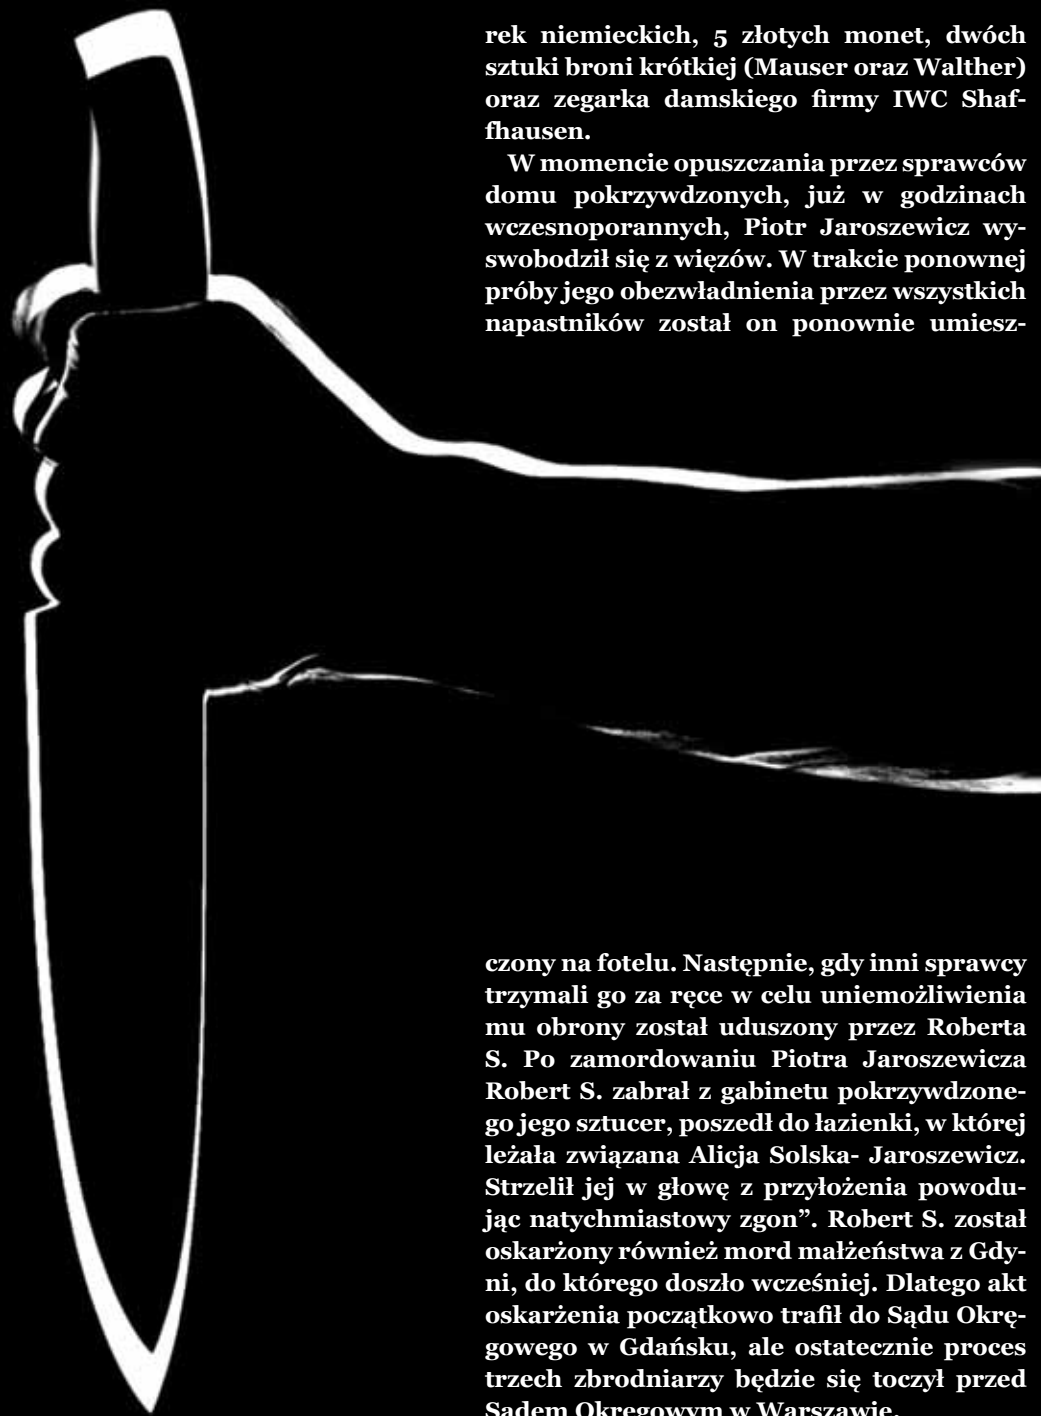 rek niemieckich, 5 złotych monet, dwóch
sztuki broni krótkiej (Mauser oraz Walther)
oraz zegarka damskiego firmy IWC Shaf-
fhausen.
W momencie opuszczania przez sprawców
domu pokrzywdzonych, już w godzinach
wczesnoporannych, Piotr Jaroszewicz wy-
swobodził się z więzów. W trakcie ponownej
próby jego obezwładnienia przez wszystkich
napastników został on ponownie umiesz-
czony na fotelu. Następnie, gdy inni sprawcy
trzymali go za ręce w celu uniemożliwienia
mu obrony został uduszony przez Roberta
S. Po zamordowaniu Piotra Jaroszewicza
Robert S. zabrał z gabinetu pokrzywdzone-
go jego sztucer, poszedł do łazienki, w której
leżała związana Alicja Solska- Jaroszewicz.
Strzelił jej w głowę z przyłożenia powodu-
jąc natychmiastowy zgon”. Robert S. został
oskarżony również mord małżeństwa z Gdy-
ni, do którego doszło wcześniej. Dlatego akt
oskarżenia początkowo trafił do Sądu Okrę-
gowego w Gdańsku, ale ostatecznie proces
trzech zbrodniarzy będzie się toczył przed
Sądem Okręgowym w Warszawie.